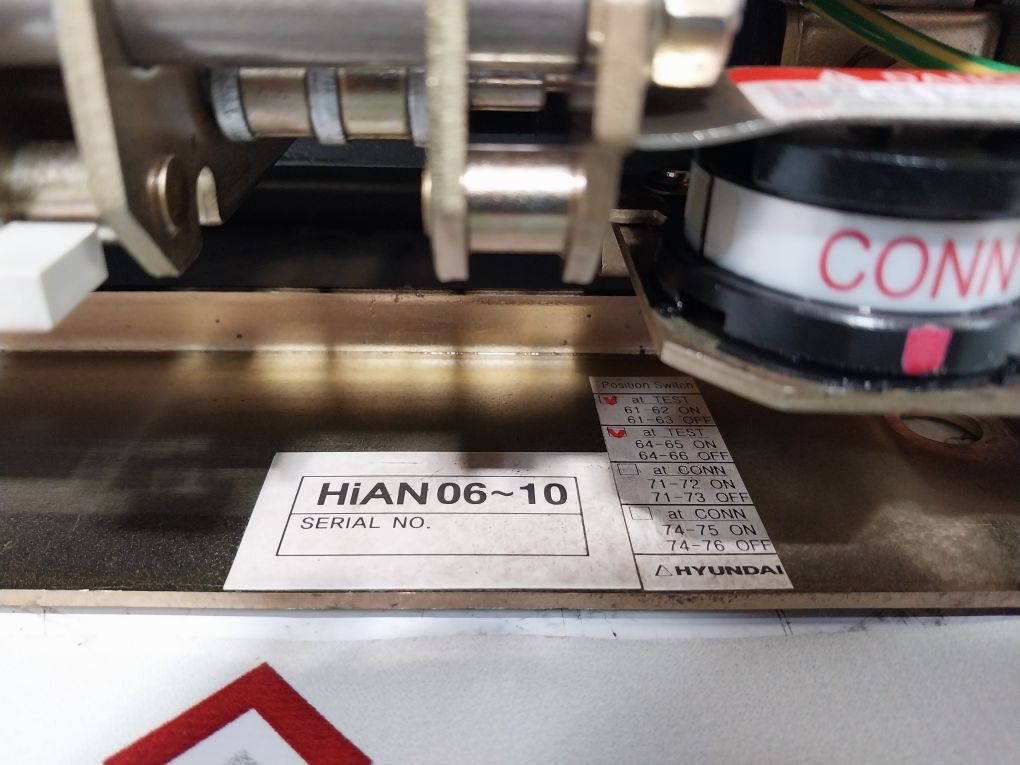 CONN
Position Switch
at TEST
61-62 ON
61-63 OFF
at TEST
64-65 ON
64-66 OFF
at CONN
71-72 ON
71-73 OFF
at CONN
74-75 ON
74-76 OFF
HYUNDAI
HiAN 06~10
SERIAL NO.